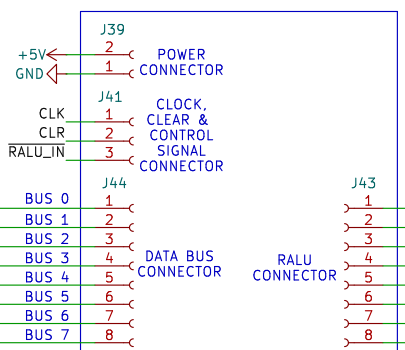 J39
+5V 2 POWER
GND 1 CONNECTOR
J41 CLOCK,
CLK 1 CLEAR &
CLR 2 CONTROL
RALU_IN 3 SIGNAL
CONNECTOR
J44 J43
BUS 0 1 1
BUS 1 2 2
BUS 2 3 3
BUS 3 4 DATA BUS RALU 4
BUS 4 5 CONNECTOR CONNECTOR 5
BUS 5 6 6
BUS 6 7 7
BUS 7 8 8